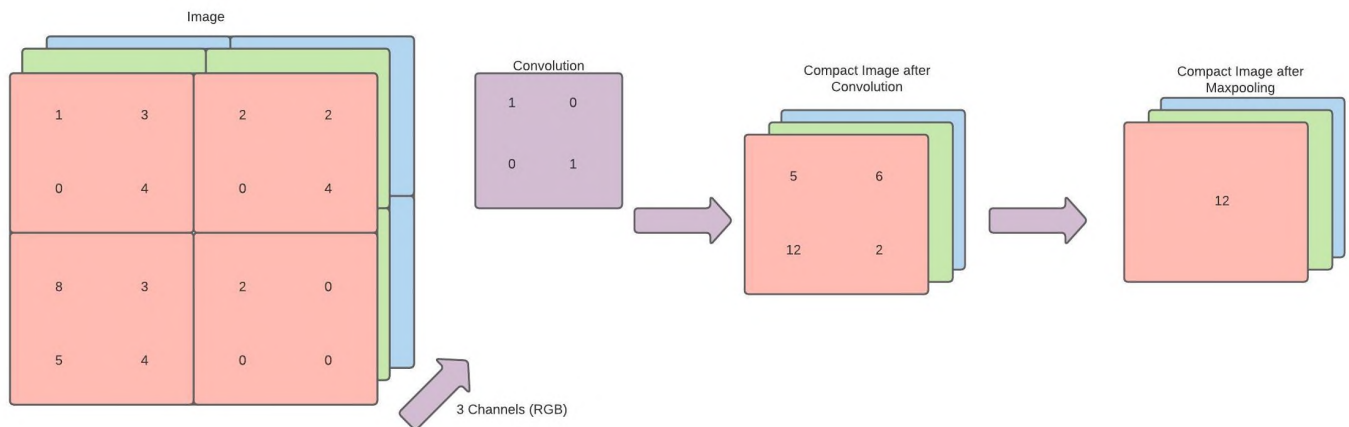 Image
1 3 2 2
0 4 0 4
8 3 2 0
5 4 0 0
3 Channels (RGB)
Convolution
1 0
0 1
Compact Image after
Convolution
5 6
12 2
Compact Image after
Maxpooling
12